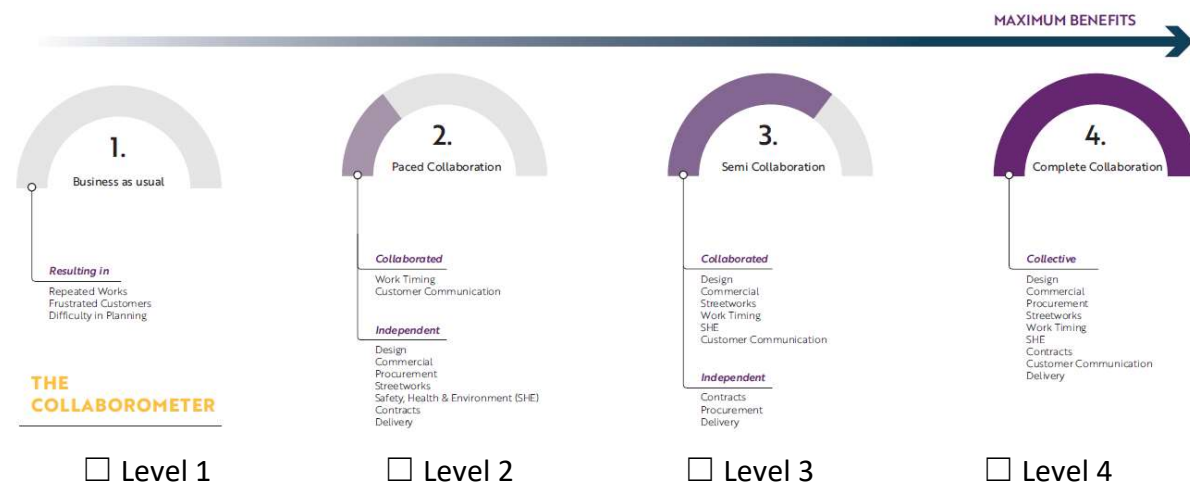 MAXIMUM BENEFITS
1.
Business as usual
Resulting in
Repeated Works
Frustrated Customers
Difficulty in Planning
2.
Paced Collaboration
Collaborated
Work Timing
Customer Communication
Independent
Design
Commercial
Procurement
Streetworks
Safety, Health & Environment (SHE)
Contracts
Delivery
3.
Semi Collaboration
Collaborated
Design
Commercial
Streetworks
Work Timing
SHE
Customer Communication
Independent
Contracts
Procurement
Delivery
4.
Complete Collaboration
Collective
Design
Commercial
Procurement
Streetworks
Work Timing
SHE
Contracts
Customer Communication
Delivery
THE
COLLABOROMETER
☐ Level 1
☐ Level 2
☐ Level 3
☐ Level 4